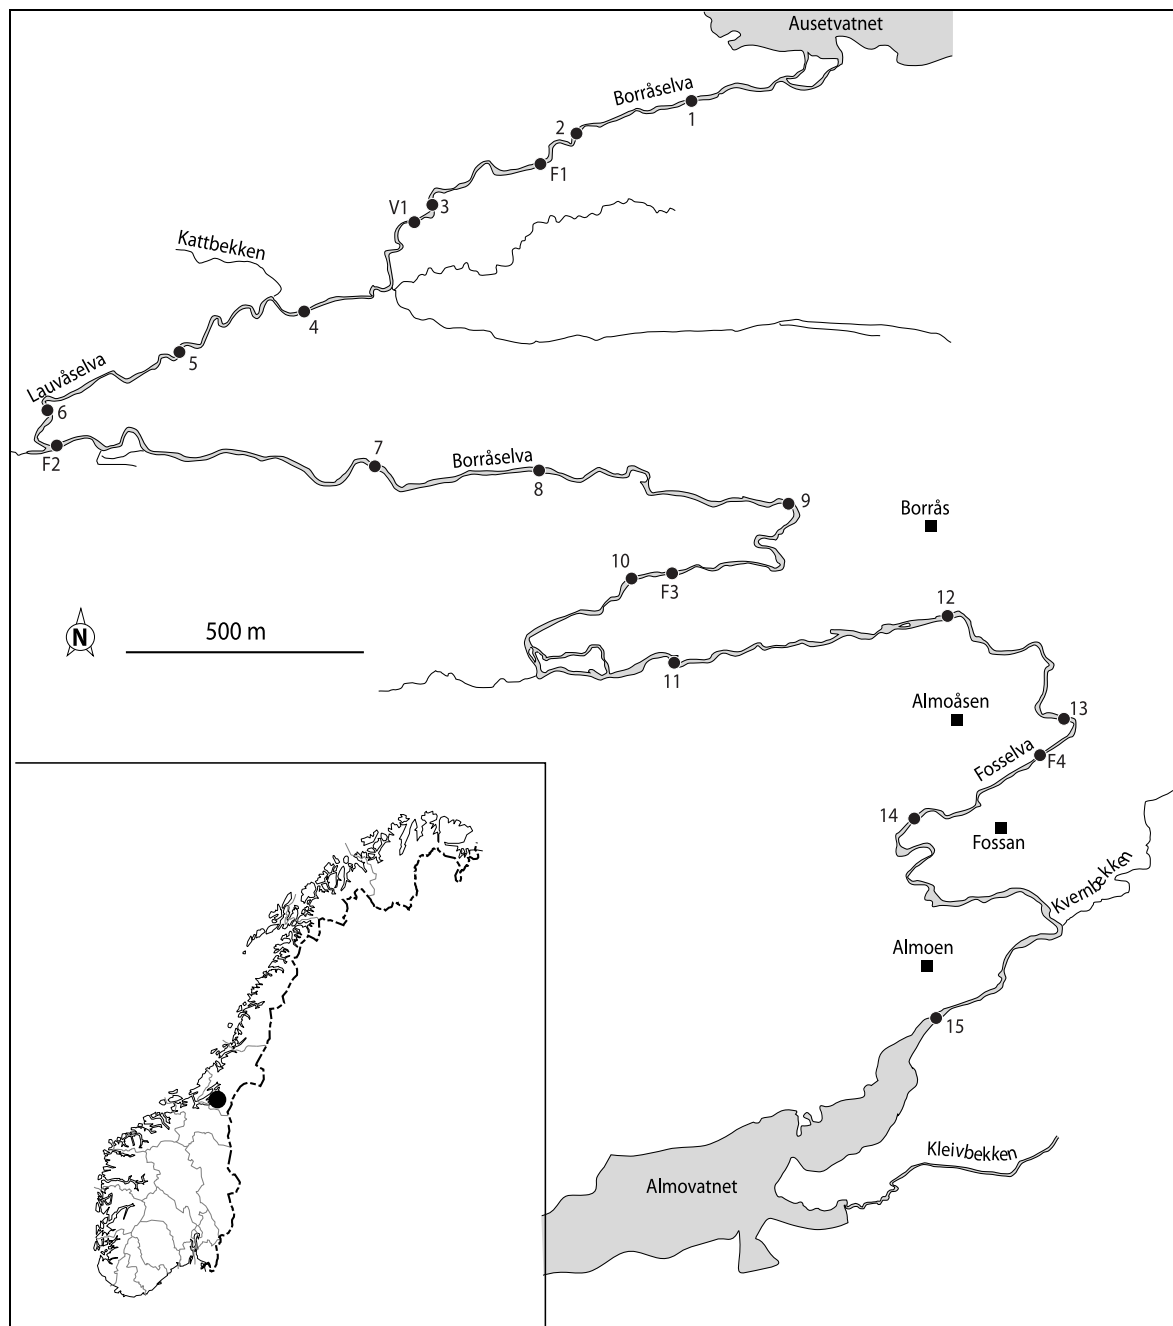 Ausetvatnet
Borråselva
1
2
F1
3
V1
Kattbekken
4
5
Lauvåselva
6
F2
7
Borråselva
8
9
Borrås
10
F3
N
500 m
12
11
Almoåsen
13
Fosselva
F4
14
Fossan
Kvernbekken
Almoen
15
Kleivbekken
Almovatnet